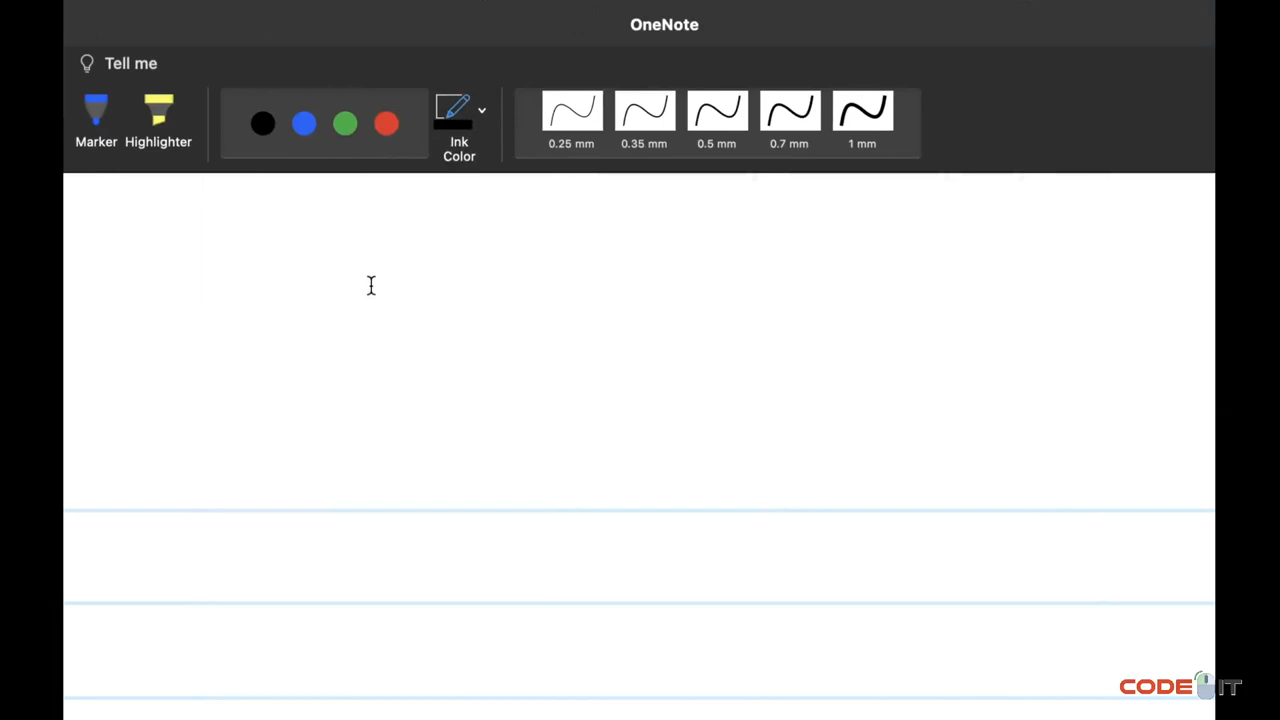 OneNote
Tell me
Marker
Highlighter
Ink
Color
0.25 mm
0.35 mm
0.5 mm
0.7 mm
1 mm
CODE IT